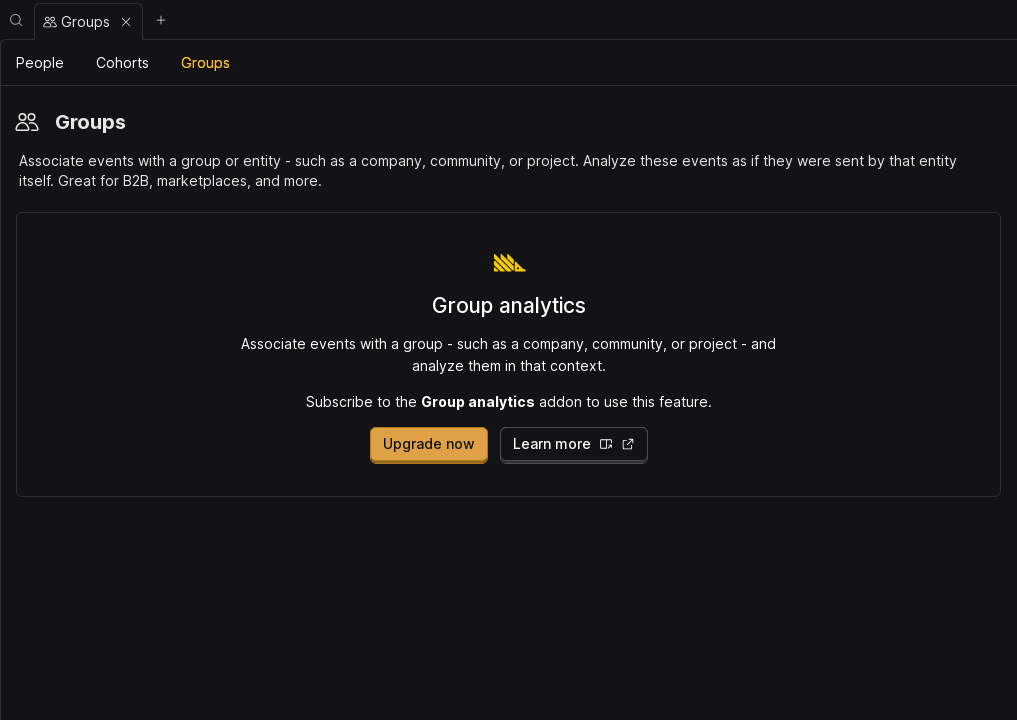 Groups
People Cohorts Groups
Groups
Associate events with a group or entity - such as a company, community, or project. Analyze these events as if they were sent by that entity
itself. Great for B2B, marketplaces, and more.
Group analytics
Associate events with a group - such as a company, community, or project - and
analyze them in that context.
Subscribe to the Group analytics addon to use this feature.
Upgrade now Learn more